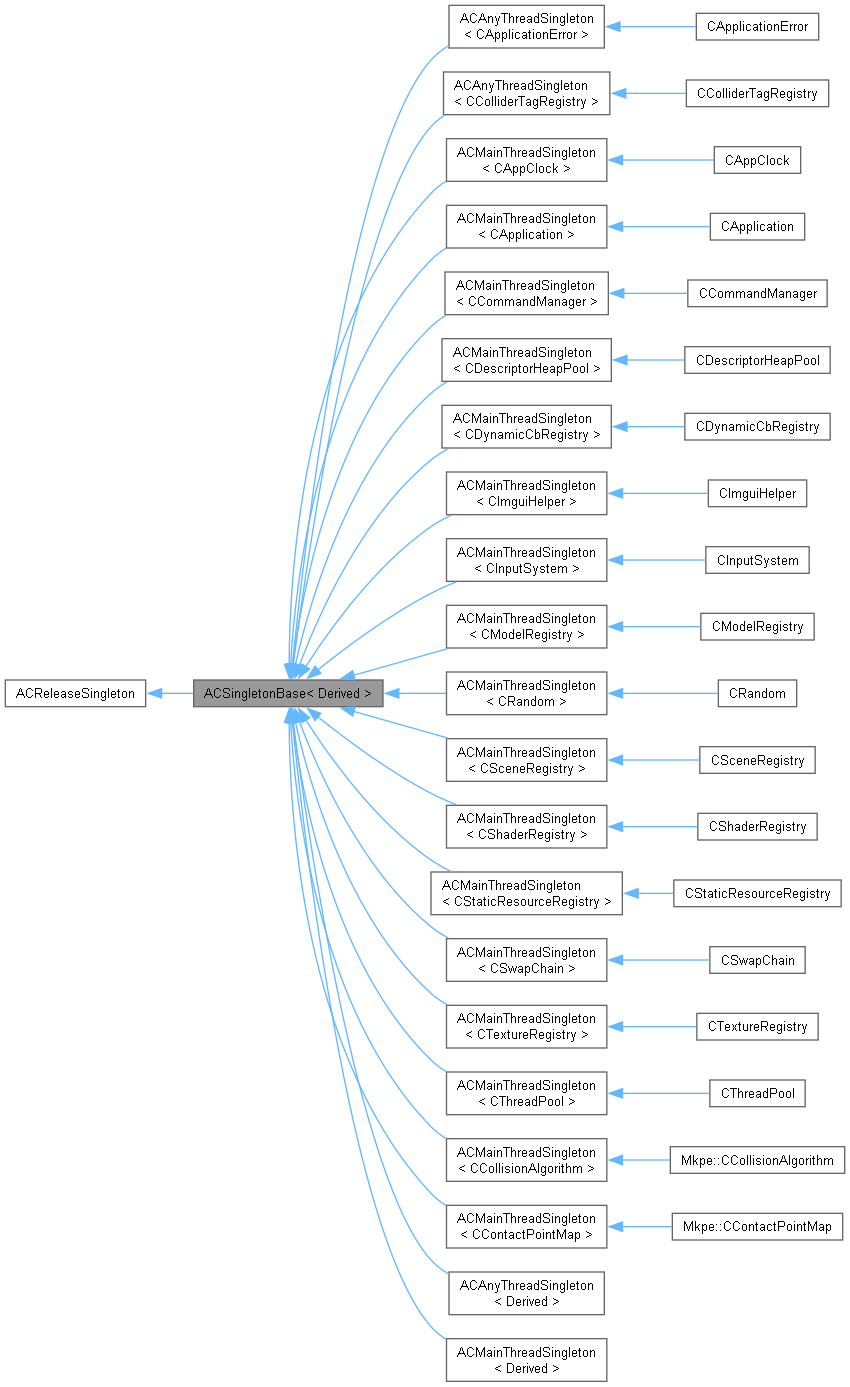 ACAnyThreadSingleton
< CApplicationError >
CApplicationError
ACAnyThreadSingleton
< CColliderTagRegistry >
CColliderTagRegistry
ACMainThreadSingleton
< CAppClock >
CAppClock
ACMainThreadSingleton
< CApplication >
CApplication
ACMainThreadSingleton
< CCommandManager >
CCommandManager
ACMainThreadSingleton
< CDescriptorHeapPool >
CDescriptorHeapPool
ACMainThreadSingleton
< CDynamicCbRegistry >
CDynamicCbRegistry
ACMainThreadSingleton
< CImguiHelper >
CImguiHelper
ACMainThreadSingleton
< CInputSystem >
CInputSystem
ACMainThreadSingleton
< CModelRegistry >
CModelRegistry
ACReleaseSingleton
ACSingletonBase< Derived >
ACMainThreadSingleton
< CRandom >
CRandom
ACMainThreadSingleton
< CSceneRegistry >
CSceneRegistry
ACMainThreadSingleton
< CShaderRegistry >
CShaderRegistry
ACMainThreadSingleton
< CStaticResourceRegistry >
CStaticResourceRegistry
ACMainThreadSingleton
< CSwapChain >
CSwapChain
ACMainThreadSingleton
< CTextureRegistry >
CTextureRegistry
ACMainThreadSingleton
< CThreadPool >
CThreadPool
ACMainThreadSingleton
< CCollisionAlgorithm >
Mkpe::CCollisionAlgorithm
ACMainThreadSingleton
< CContactPointMap >
Mkpe::CContactPointMap
ACAnyThreadSingleton
< Derived >
ACMainThreadSingleton
< Derived >